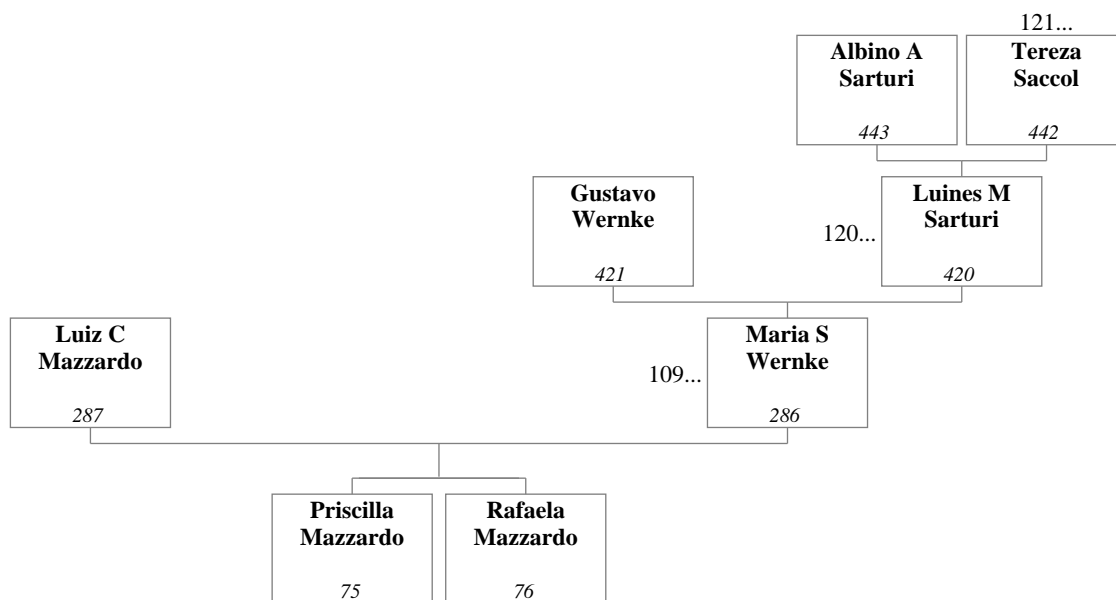 121...
Albino A
Sarturi
443
Tereza
Saccol
442
Gustavo
Wernke
421
120...
Luines M
Sarturi
420
Luiz C
Mazzardo
287
109...
Maria S
Wernke
286
Priscilla
Mazzardo
75
Rafaela
Mazzardo
76